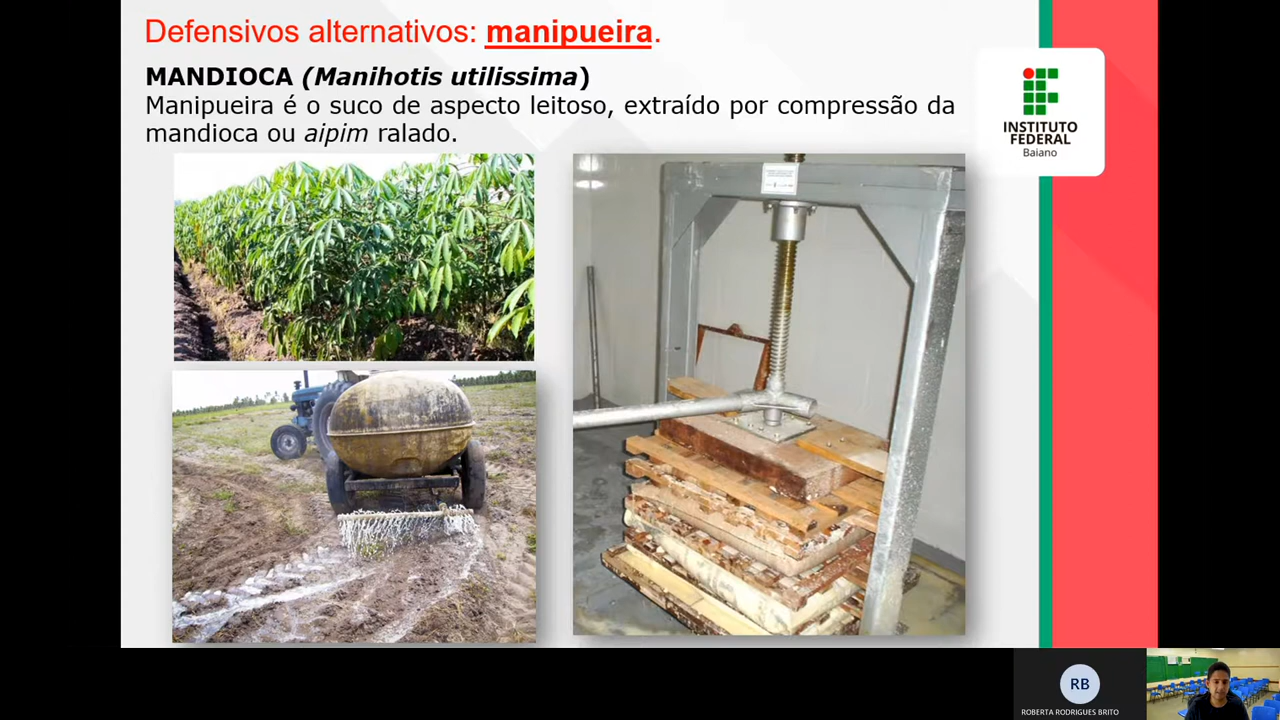 Defensivos alternativos: manipueira.
MANDIOCA (Manihotis utilissima)
Manipueira é o suco de aspecto leitoso, extraído por compressão da
mandioca ou aipim ralado.
INSTITUTO
FEDERAL
Baiano
RB
ROBERTA RODRIGUES BRITO